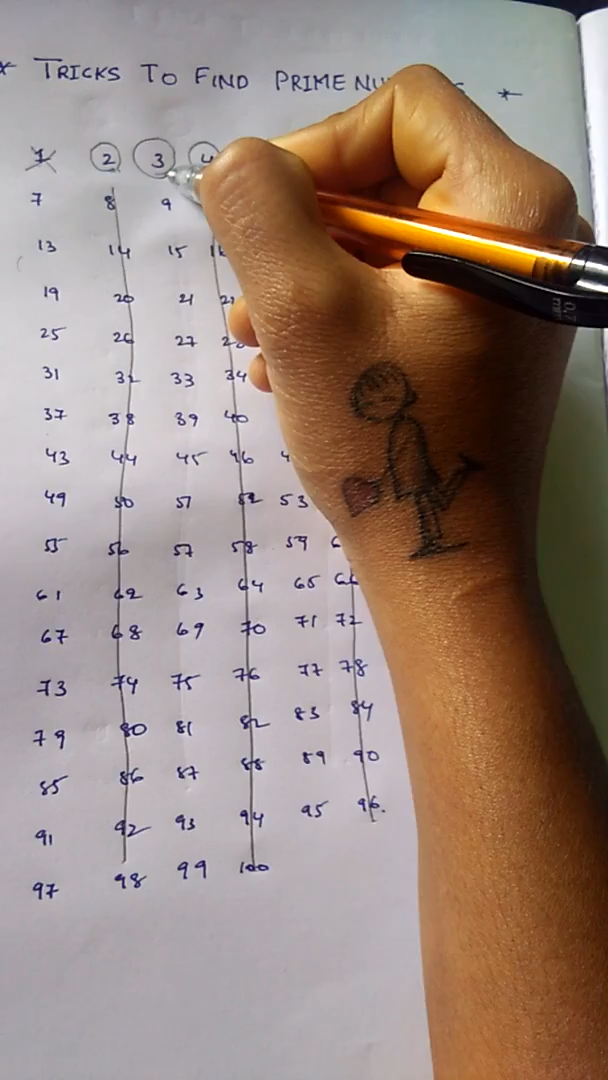 * TRICKS TO FIND PRIME
1 2 3 4
7 8 9
13 14 15
19 20 21
25 26 27
31 32 33 34
37 38 39 40
43 44 45 46
49 50 51 52 53
55 56 57 58 59
61 62 63 64 65 66
67 68 69 70 71 72
73 74 75 76 77 78
79 80 81 82 83 84
85 86 87 88 89 90
91 92 93 94 95 96.
97 98 99 100